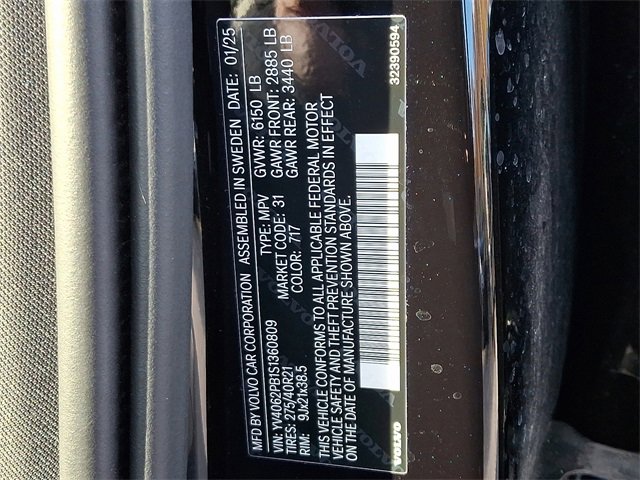 MFD BY VOLVO CAR CORPORATION ASSEMBLED IN SWEDEN DATE: 01/25
VIN: YV4062PB1S1360809 TYPE: MPV GVWR: 6150 LB
TIRES: 275/40R21 MARKET CODE: 31 GAWR FRONT: 2885 LB
RIM: 9Jx21x38.5 COLOR: 717 GAWR REAR: 3440 LB
THIS VEHICLE CONFORMS TO ALL APPLICABLE FEDERAL MOTOR
VEHICLE SAFETY AND THEFT PREVENTION STANDARDS IN EFFECT
ON THE DATE OF MANUFACTURE SHOWN ABOVE.
VOLVO 32390594